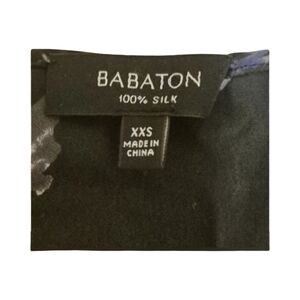 BABATON
100% SILK
XXS
MADE IN
CHINA